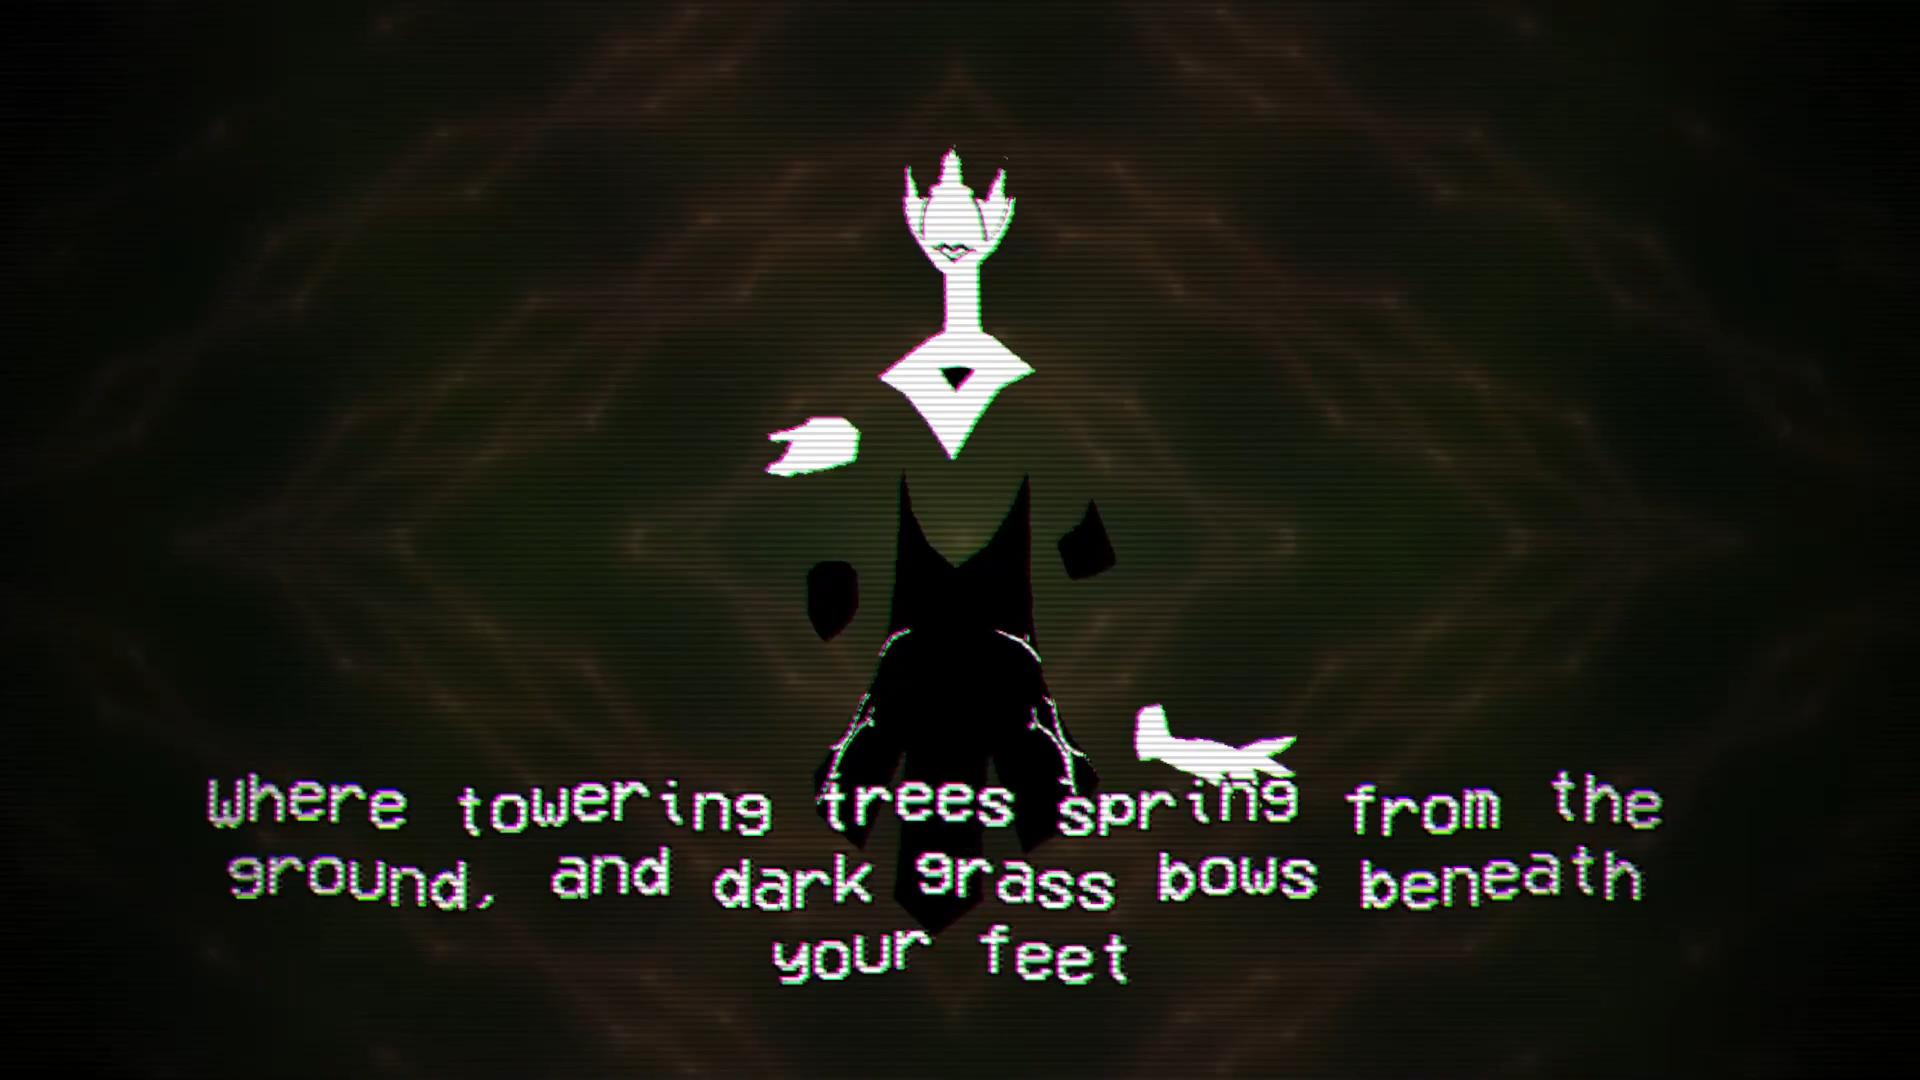 Where towering trees spring from the
ground, and dark grass bows beneath
your feet